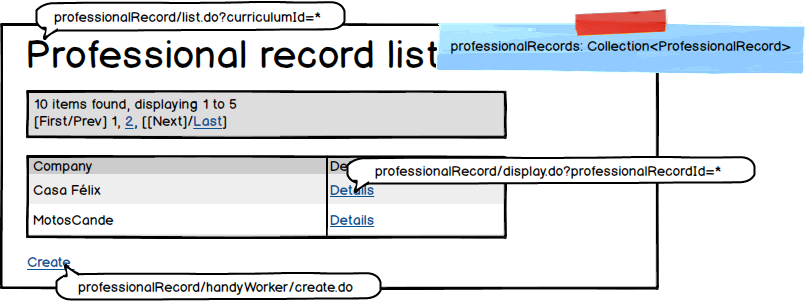 professionalRecord/list.do?curriculumId=*
Professional record list
professionalRecords: Collection<ProfessionalRecord>
10 items found, displaying 1 to 5
[First/Prev] 1, 2, [[Next]/Last]
Company De
Casa Félix Details
professionalRecord/display.do?professionalRecordId=*
MotosCande Details
Create
professionalRecord/handyWorker/create.do